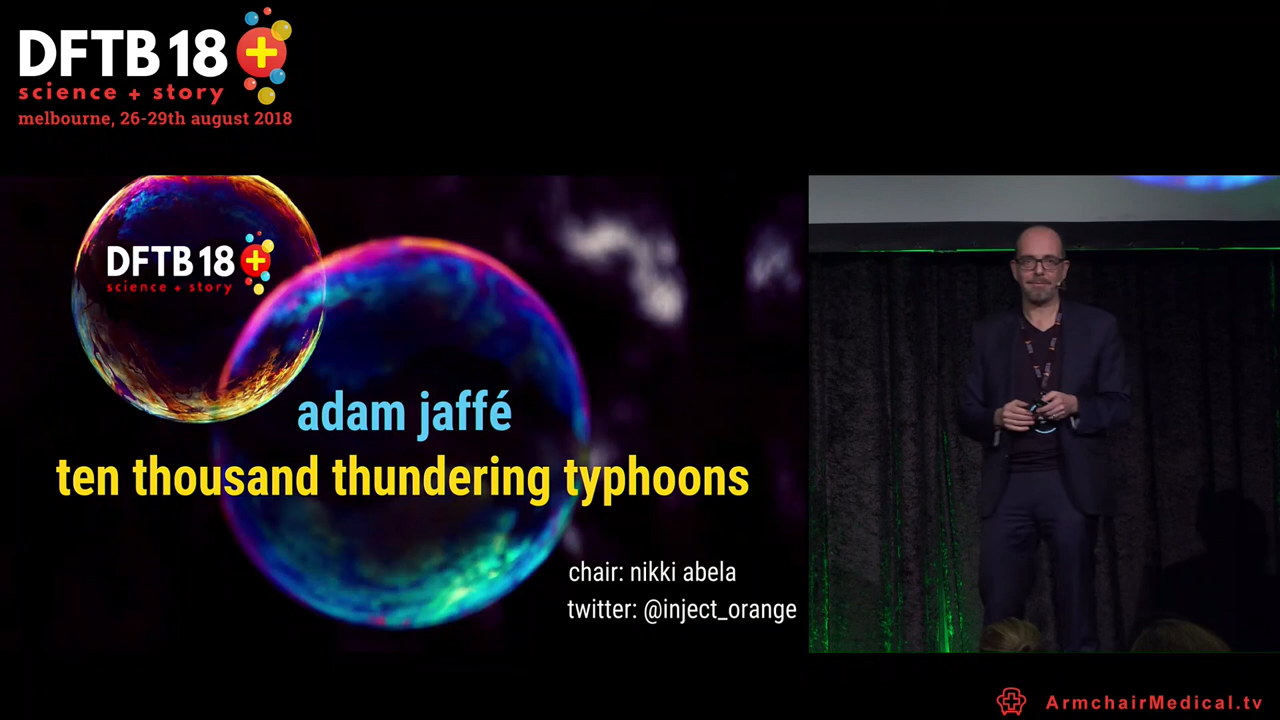 DFTB 18
science + story
melbourne, 26-29th august 2018
DFTB 18
science + story
adam jaffé
ten thousand thundering typhoons
chair: nikki abela
twitter: @inject_orange
ArmchairMedical.tv